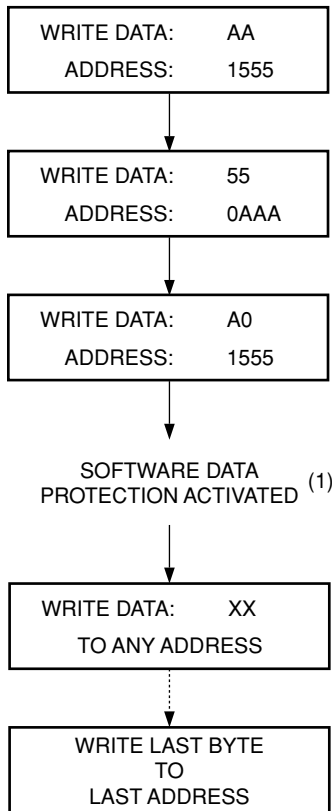 WRITE DATA: AA
ADDRESS: 1555
WRITE DATA: 55
ADDRESS: 0AAA
WRITE DATA: A0
ADDRESS: 1555
SOFTWARE DATA
PROTECTION ACTIVATED (1)
WRITE DATA: XX
TO ANY ADDRESS
WRITE LAST BYTE
TO
LAST ADDRESS